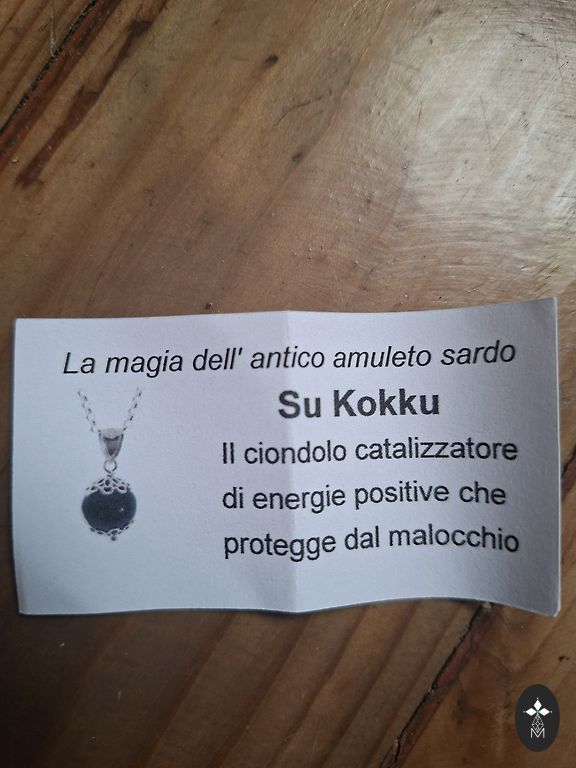 La magia dell' antico amuleto sardo
Su Kokku
Il ciondolo catalizzatore
di energie positive che
protegge dal malocchio
M